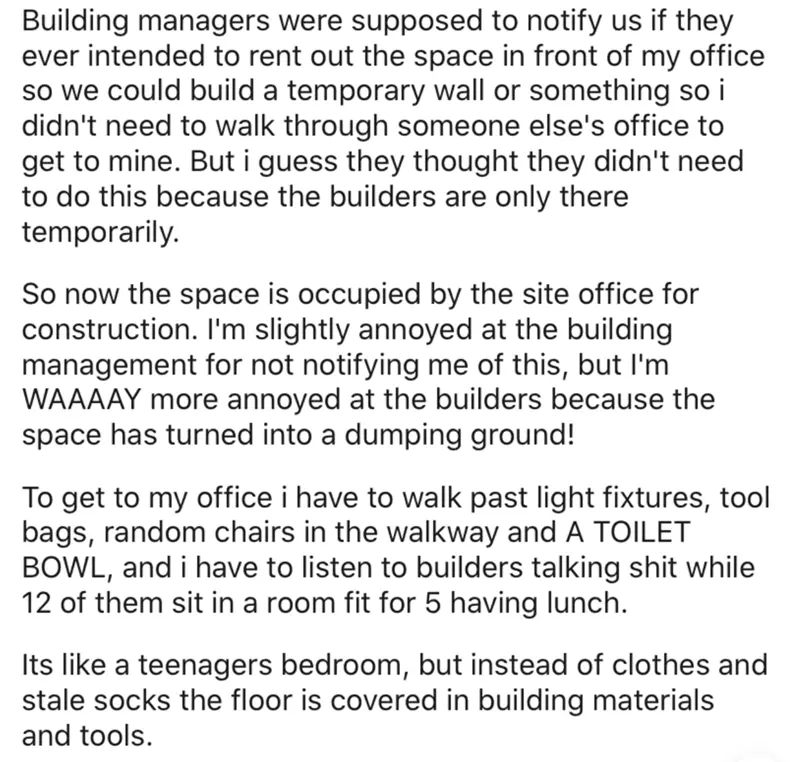 Building managers were supposed to notify us if they
ever intended to rent out the space in front of my office
so we could build a temporary wall or something so i
didn't need to walk through someone else's office to
get to mine. But i guess they thought they didn't need
to do this because the builders are only there
temporarily.
So now the space is occupied by the site office for
construction. I'm slightly annoyed at the building
management for not notifying me of this, but I'm
WAAAAY more annoyed at the builders because the
space has turned into a dumping ground!
To get to my office i have to walk past light fixtures, tool
bags, random chairs in the walkway and A TOILET
BOWL, and i have to listen to builders talking shit while
12 of them sit in a room fit for 5 having lunch.
Its like a teenagers bedroom, but instead of clothes and
stale socks the floor is covered in building materials
and tools.